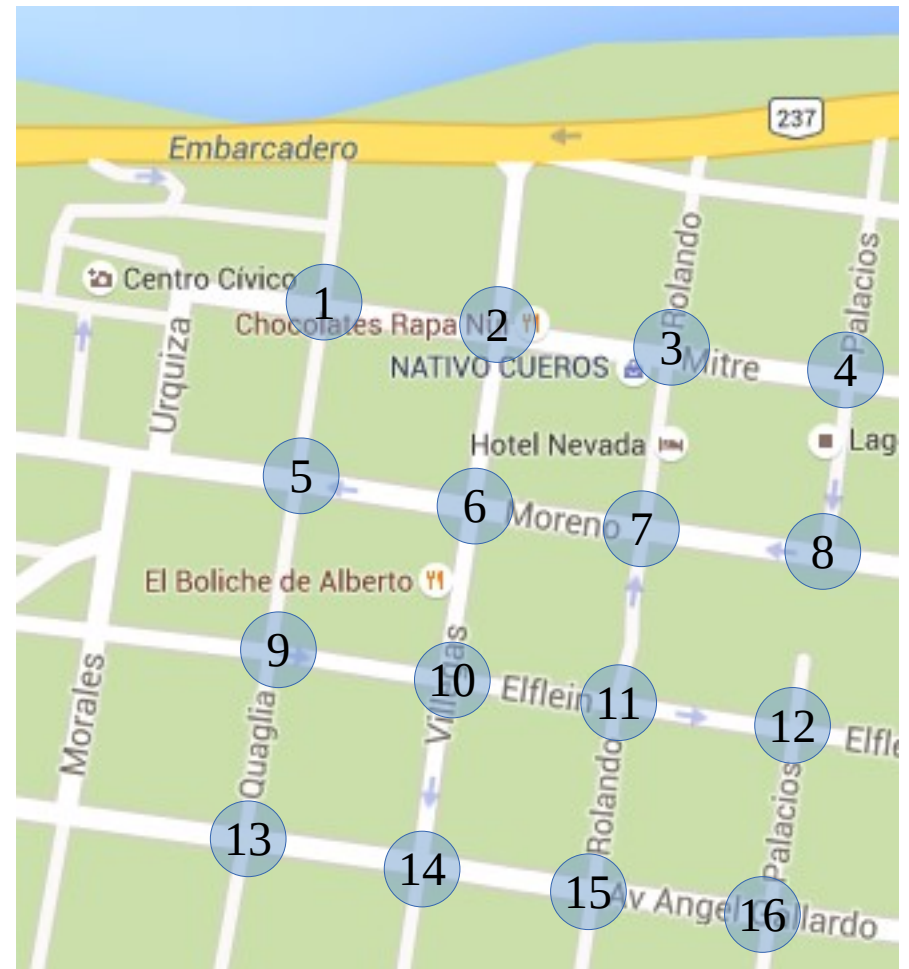 237
Embarcadero
Rolando
Palacios
Centro Cívico
1
Chocolates Rapa Nui
2
3
Mitre
4
NATIVO CUEROS
Urquiza
Hotel Nevada
Lag
5
6
Moreno
7
8
El Boliche de Alberto
9
10
Villegas
Elflein
11
12
Elfle
Morales
Quaglia
Rolando
Palacios
13
14
15
Av Angel Gallardo
16